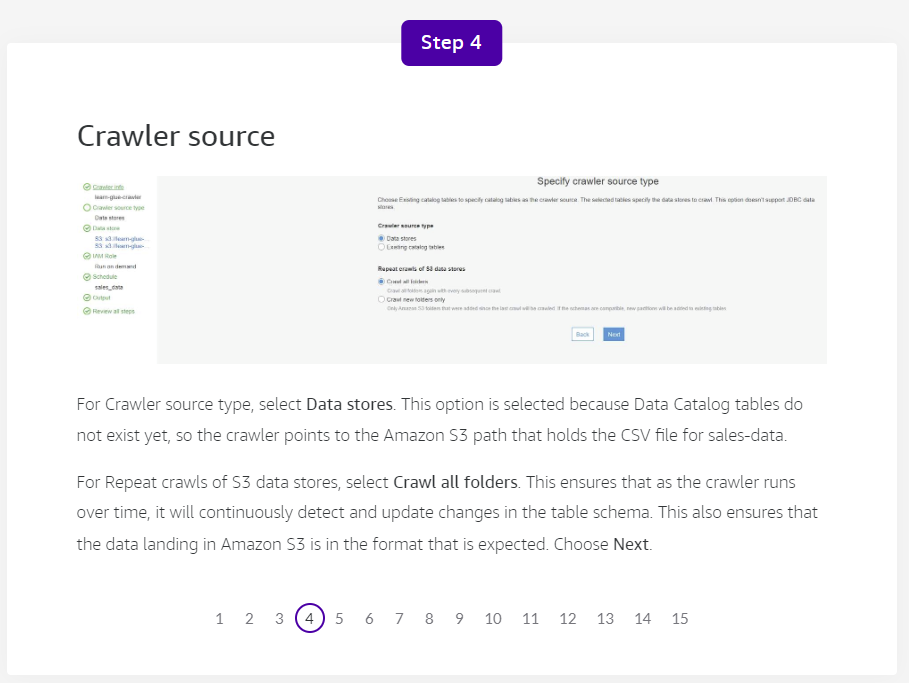 Step 4
Crawler source
Crawler info
learn-glue-crawler
Crawler source type
Data stores
Data store
S3: s3://learn-glue-...
S3: s3://learn-glue-...
IAM Role
Run on demand
Schedule
sales_data
Output
Review all steps
Specify crawler source type
Choose Existing catalog tables to specify catalog tables as the crawler source. The selected tables specify the data stores to crawl. This option doesn't support JDBC data
stores.
Crawler source type
Data stores
Existing catalog tables
Repeat crawls of S3 data stores
Crawl all folders
Crawl all folders again with every subsequent crawl.
Crawl new folders only
Only Amazon S3 folders that were added since the last crawl will be crawled. If the schemas are compatible, new partitions will be added to existing tables.
Back
Next
For Crawler source type, select Data stores. This option is selected because Data Catalog tables do
not exist yet, so the crawler points to the Amazon S3 path that holds the CSV file for sales-data.
For Repeat crawls of S3 data stores, select Crawl all folders. This ensures that as the crawler runs
over time, it will continuously detect and update changes in the table schema. This also ensures that
the data landing in Amazon S3 is in the format that is expected. Choose Next.
1 2 3 4 5 6 7 8 9 10 11 12 13 14 15